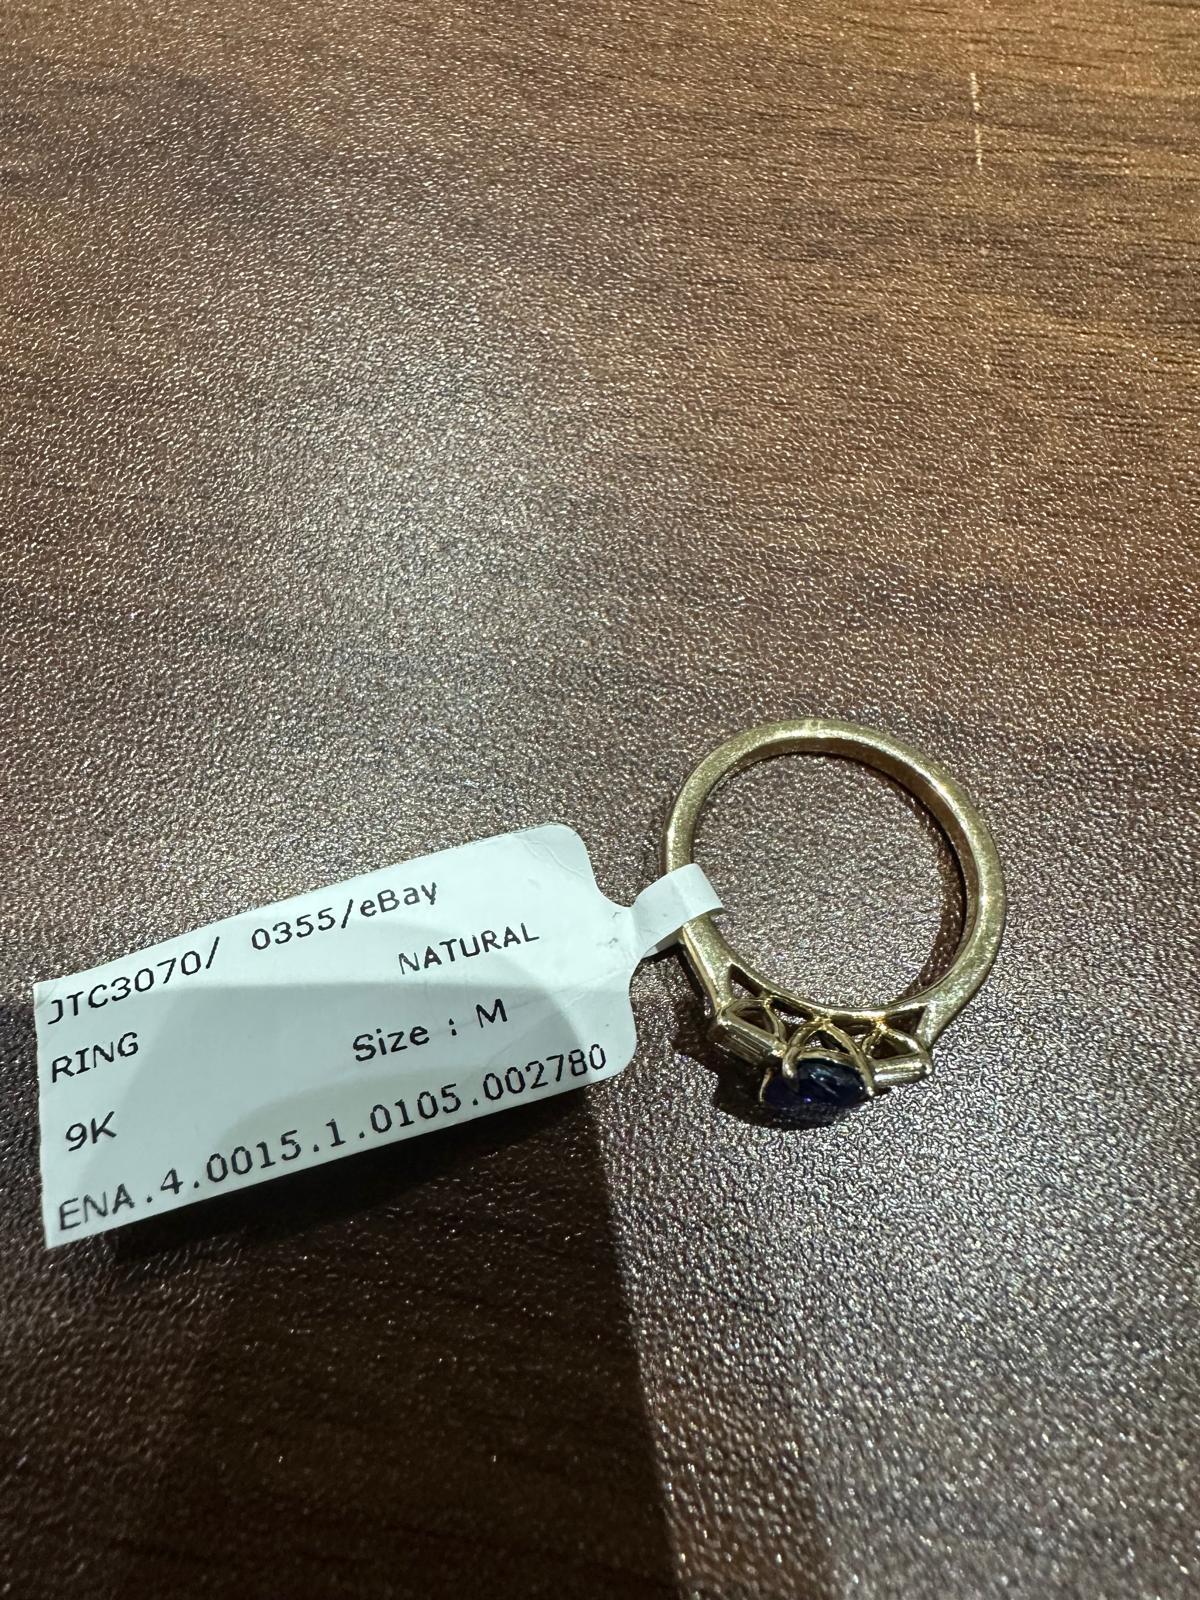 JTC3070/ 0355/eBay
NATURAL
RING
Size : M
9K
ENA.4.0015.1.0105.002780